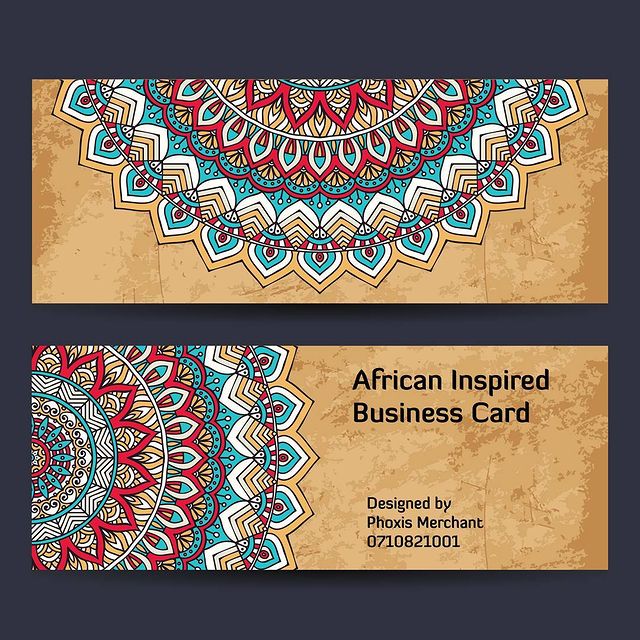 African Inspired
Business Card
Designed by
Phoxis Merchant
0710821001